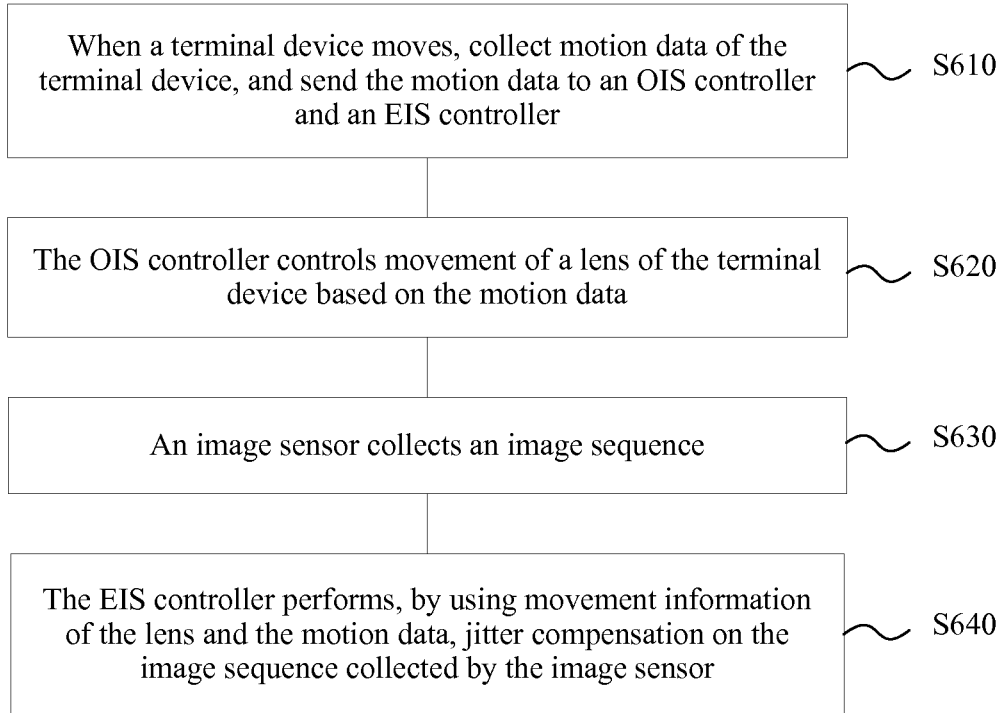 When a terminal device moves, collect motion data of the
terminal device, and send the motion data to an OIS controller
and an EIS controller
S610
The OIS controller controls movement of a lens of the terminal
device based on the motion data
S620
An image sensor collects an image sequence
S630
The EIS controller performs, by using movement information
of the lens and the motion data, jitter compensation on the
image sequence collected by the image sensor
S640